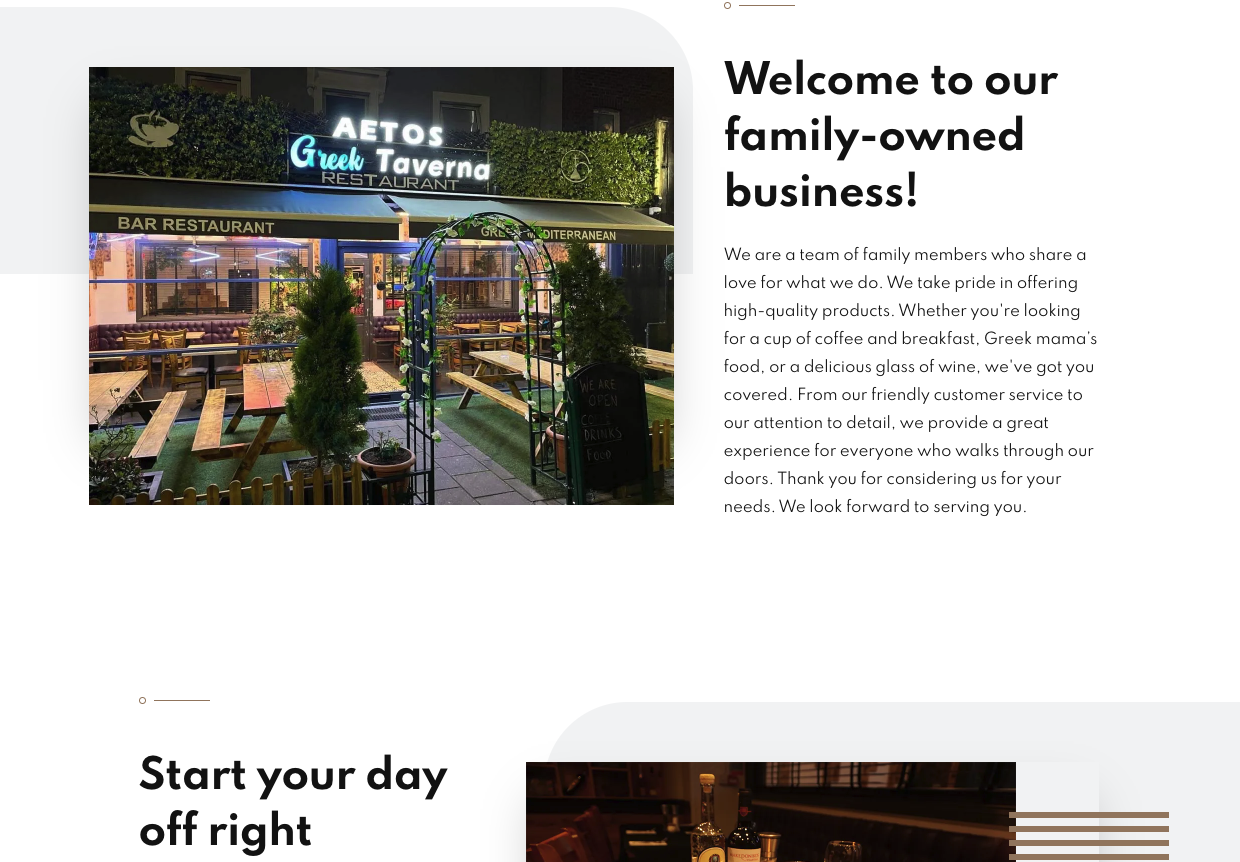 AETOS
Greek Taverna
RESTAURANT
BAR RESTAURANT
WE ARE
OPEN
DRINKS
Food
Welcome to our
family-owned
business!
We are a team of family members who share a
love for what we do. We take pride in offering
high-quality products. Whether you're looking
for a cup of coffee and breakfast, Greek mama's
food, or a delicious glass of wine, we've got you
covered. From our friendly customer service to
our attention to detail, we provide a great
experience for everyone who walks through our
doors. Thank you for considering us for your
needs. We look forward to serving you.
Start your day
off right